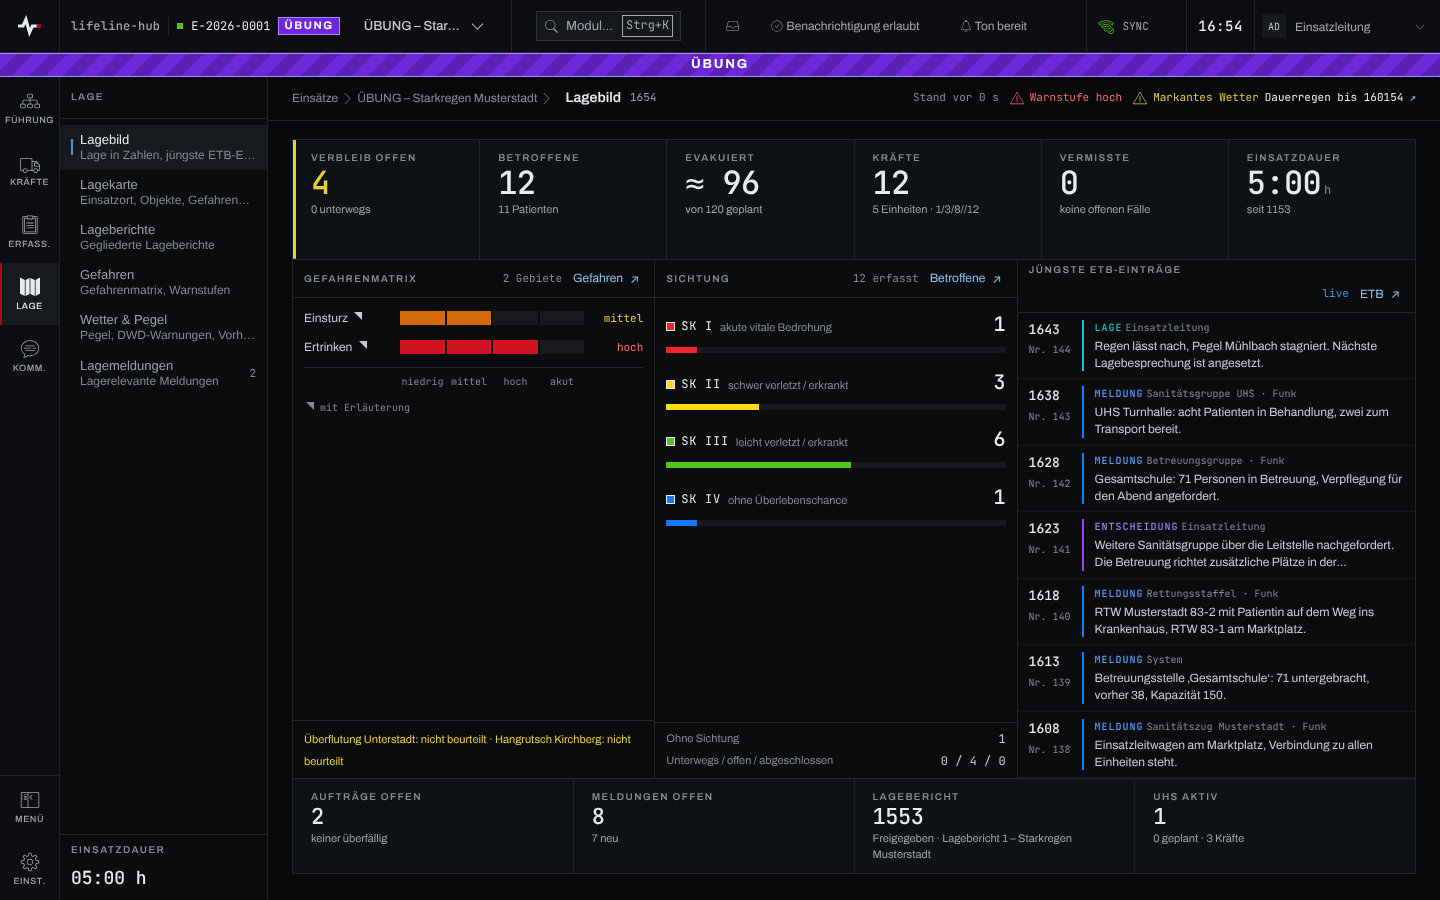 lifeline-hub E-2026-0001 ÜBUNG ÜBUNG – Star… Modul… Strg+K Benachrichtigung erlaubt Ton bereit SYNC 16:54 AD Einsatzleitung
ÜBUNG
FÜHRUNG
KRÄFTE
ERFASS.
LAGE
KOMM.
MENÜ
EINST.
LAGE
Lagebild
Lage in Zahlen, jüngste ETB-E…
Lagekarte
Einsatzort, Objekte, Gefahren…
Lageberichte
Gegliederte Lageberichte
Gefahren
Gefahrenmatrix, Warnstufen
Wetter & Pegel
Pegel, DWD-Warnungen, Vorh…
Lagemeldungen
Lagerelevante Meldungen 2
EINSATZDAUER
05:00 h
Einsätze ÜBUNG – Starkregen Musterstadt Lagebild 1654
Stand vor 0 s Warnstufe hoch Markantes Wetter Dauerregen bis 160154 ↗
VERBLEIB OFFEN
4
0 unterwegs
BETROFFENE
12
11 Patienten
EVAKUIERT
≈ 96
von 120 geplant
KRÄFTE
12
5 Einheiten · 1/3/8//12
VERMISSTE
0
keine offenen Fälle
EINSATZDAUER
5:00 h
seit 1153
GEFAHRENMATRIX 2 Gebiete Gefahren ↗
Einsturz mittel
Ertrinken hoch
niedrig mittel hoch akut
mit Erläuterung
Überflutung Unterstadt: nicht beurteilt · Hangrutsch Kirchberg: nicht
beurteilt
SICHTUNG 12 erfasst Betroffene ↗
SK I akute vitale Bedrohung 1
SK II schwer verletzt / erkrankt 3
SK III leicht verletzt / erkrankt 6
SK IV ohne Überlebenschance 1
Ohne Sichtung 1
Unterwegs / offen / abgeschlossen 0 / 4 / 0
JÜNGSTE ETB-EINTRÄGE
live ETB ↗
1643 LAGE Einsatzleitung
Nr. 144 Regen lässt nach, Pegel Mühlbach stagniert. Nächste
Lagebesprechung ist angesetzt.
1638 MELDUNG Sanitätsgruppe UHS · Funk
Nr. 143 UHS Turnhalle: acht Patienten in Behandlung, zwei zum
Transport bereit.
1628 MELDUNG Betreuungsgruppe · Funk
Nr. 142 Gesamtschule: 71 Personen in Betreuung, Verpflegung für
den Abend angefordert.
1623 ENTSCHEIDUNG Einsatzleitung
Nr. 141 Weitere Sanitätsgruppe über die Leitstelle nachgefordert.
Die Betreuung richtet zusätzliche Plätze in der…
1618 MELDUNG Rettungsstaffel · Funk
Nr. 140 RTW Musterstadt 83-2 mit Patientin auf dem Weg ins
Krankenhaus, RTW 83-1 am Marktplatz.
1613 MELDUNG System
Nr. 139 Betreuungsstelle ‚Gesamtschule‘: 71 untergebracht,
vorher 38, Kapazität 150.
1608 MELDUNG Sanitätszug Musterstadt · Funk
Nr. 138 Einsatzleitwagen am Marktplatz, Verbindung zu allen
Einheiten steht.
AUFTRÄGE OFFEN
2
keiner überfällig
MELDUNGEN OFFEN
8
7 neu
LAGEBERICHT
1553
Freigegeben · Lagebericht 1 – Starkregen
Musterstadt
UHS AKTIV
1
0 geplant · 3 Kräfte